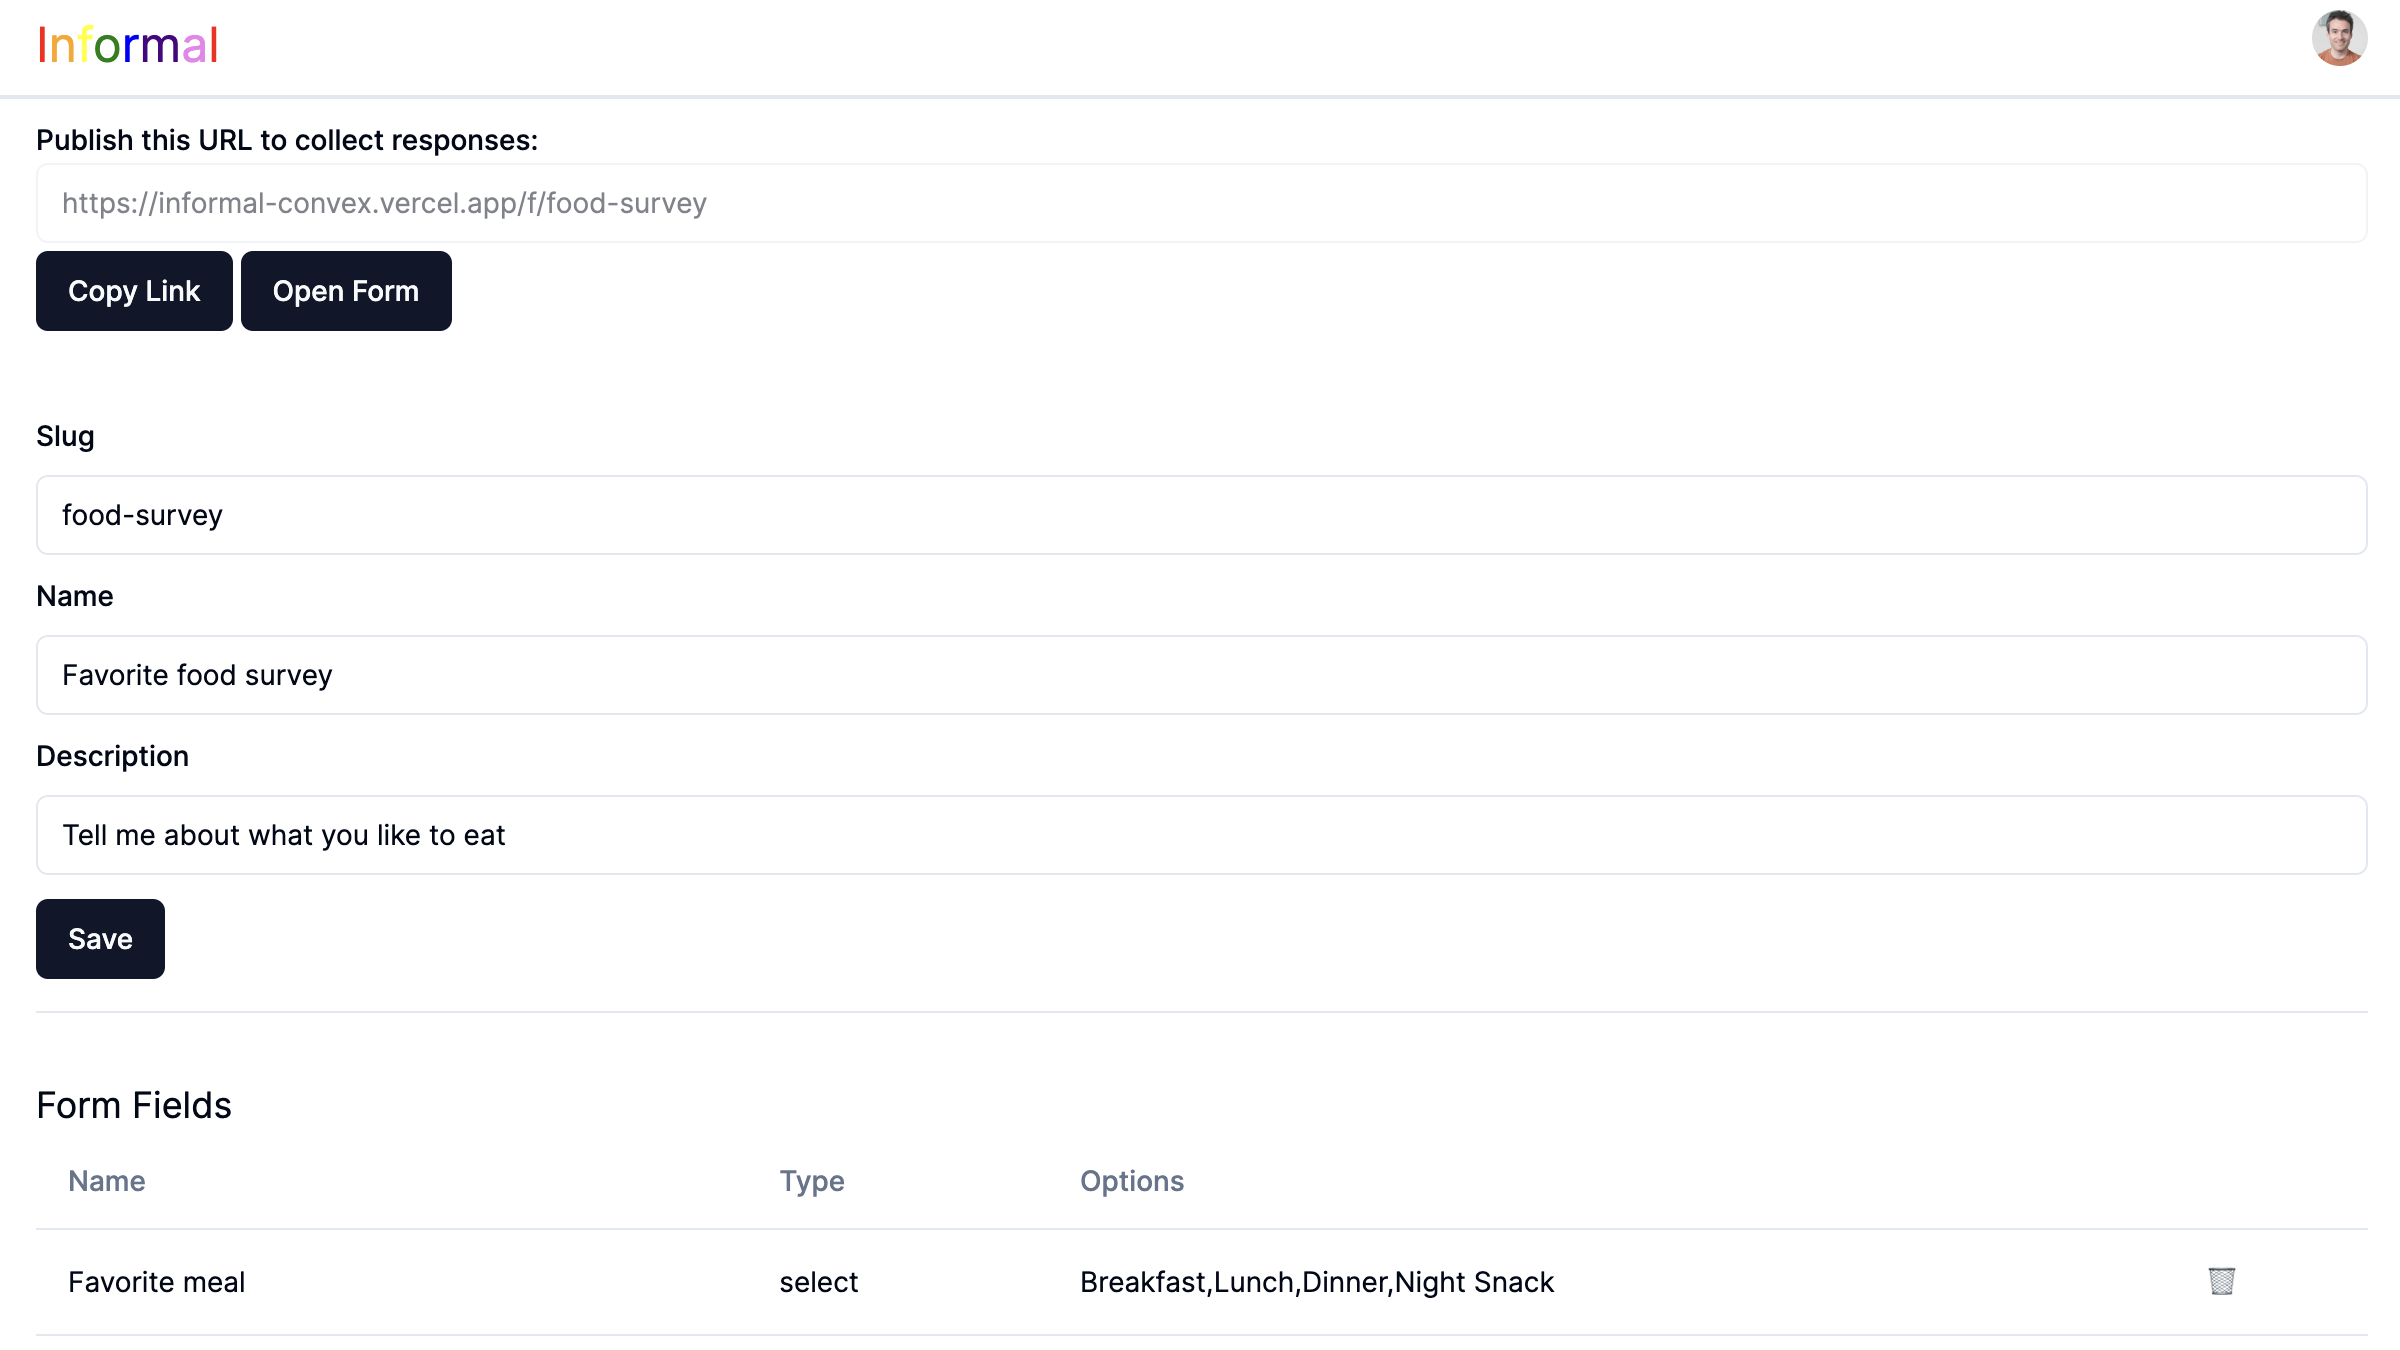 Informal
Publish this URL to collect responses:
https://informal-convex.vercel.app/f/food-survey
Copy Link Open Form
Slug
food-survey
Name
Favorite food survey
Description
Tell me about what you like to eat
Save
Form Fields
Name Type Options
Favorite meal select Breakfast,Lunch,Dinner,Night Snack